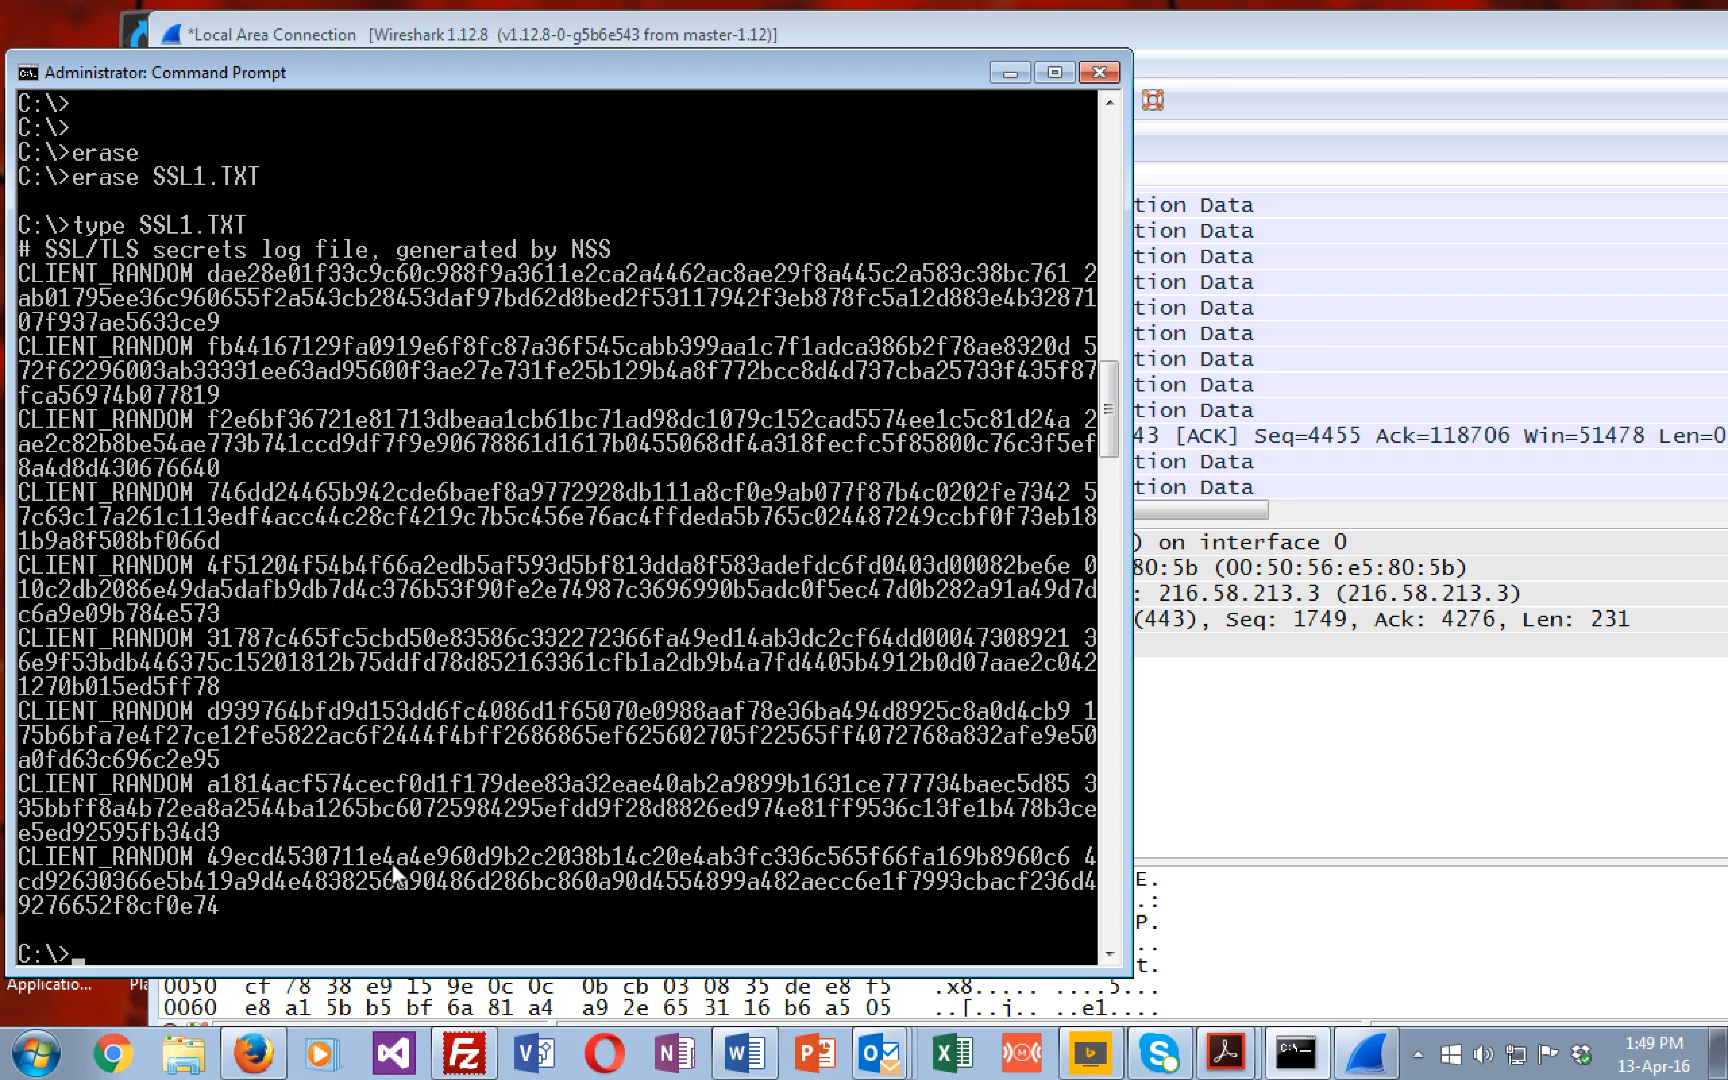 *Local Area Connection [Wireshark 1.12.8 (v1.12.8-0-g5b6e543 from master-1.12)]
Administrator: Command Prompt
C:\>
C:\>
C:\>erase
C:\>erase SSL1.TXT
C:\>type SSL1.TXT
# SSL/TLS secrets log file, generated by NSS
CLIENT_RANDOM dae28e01f33c9c60c988f9a3611e2ca2a4462ac8ae29f8a445c2a583c38bc761 2
ab01795ee36c960655f2a543cb28453daf97bd62d8bed2f53117942f3eb878fc5a12d883e4b32871
07f937ae5633ce9
CLIENT_RANDOM fb44167129fa0919e6f8fc87a36f545cabb399aa1c7f1adca386b2f78ae8320d 5
72f62296003ab33331ee63ad95600f3ae27e731fe25b129b4a8f772bcc8d4d737cba25733f435f87
fca56974b077819
CLIENT_RANDOM f2e6bf36721e81713dbeaa1cb61bc71ad98dc1079c152cad5574ee1c5c81d24a 2
ae2c82b8be54ae773b741ccd9df7f9e90678861d1617b0455068df4a318fecfc5f85800c76c3f5ef
8a4d8d430676640
CLIENT_RANDOM 746dd24465b942cde6baef8a9772928db111a8cf0e9ab077f87b4c0202fe7342 5
7c63c17a261c113edf4acc44c28cf4219c7b5c456e76ac4ffdeda5b765c024487249ccbf0f73eb18
1b9a8f508bf066d
CLIENT_RANDOM 4f51204f54b4f66a2edb5af593d5bf813dda8f583adefdc6fd0403d00082be6e 0
10c2db2086e49da5dafb9db7d4c376b53f90fe2e74987c3696990b5adc0f5ec47d0b282a91a49d7d
c6a9e09b784e573
CLIENT_RANDOM 31787c465fc5cbd50e83586c332272366fa49ed14ab3dc2cf64dd00047308921 3
6e9f53bdb446375c15201812b75ddfd78d852163361cfb1a2db9b4a7fd4405b4912b0d07aae2c042
1270b015ed5ff78
CLIENT_RANDOM d939764bfd9d153dd6fc4086d1f65070e0988aaf78e36ba494d8925c8a0d4cb9 1
75b6bfa7e4f27ce12fe5822ac6f2444f4bff2686865ef625602705f22565ff4072768a832afe9e50
a0fd63c696c2e95
CLIENT_RANDOM a1814acf574cecf0d1f179dee83a32eae40ab2a9899b1631ce777734baec5d85 3
35bbff8a4b72ea8a2544ba1265bc60725984295efdd9f28d8826ed974e81ff9536c13fe1b478b3ce
e5ed92595fb34d3
CLIENT_RANDOM 49ecd4530711e4a4e960d9b2c2038b14c20e4ab3fc336c565f66fa169b8960c6 4
cd92630366e5b419a9d4e4838256a90486d286bc860a90d4554899a482aecc6e1f7993cbacf236d4
9276652f8cf0e74
C:\>
tion Data
tion Data
tion Data
tion Data
tion Data
tion Data
tion Data
tion Data
tion Data
43 [ACK] Seq=4455 Ack=118706 Win=51478 Len=0
tion Data
tion Data
) on interface 0
80:5b (00:50:56:e5:80:5b)
: 216.58.213.3 (216.58.213.3)
(443), Seq: 1749, Ack: 4276, Len: 231
E.
.:
P.
..
t.
0050 cf 78 38 e9 15 9e 0c 0c 0b cb 03 08 35 de e8 f5 .x8..... ....5...
0060 e8 a1 5b b5 bf 6a 81 a4 a9 2e 65 31 16 b6 a5 05 ..[..j.. ..e1....
Applicatio...
1:49 PM
13-Apr-16